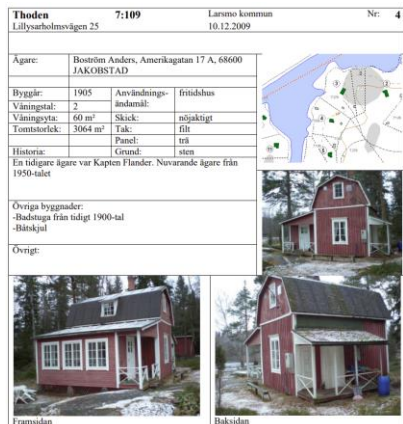 Thoden 7:109 Larsmo kommun Nr: 4
Lillysarholmsvägen 25 10.12.2009
Ägare: Boström Anders, Amerikagatan 17 A, 68600
JAKOBSTAD
Byggår: 1905 Användnings- fritidshus
Våningstal: 2 ändamål:
Våningsyta: 60 m² Skick: nöjaktigt
Tomtstorlek: 3064 m² Tak: filt
Panel: trä
Historia: Grund: sten
En tidigare ägare var Kapten Flander. Nuvarande ägare från
1950-talet
Övriga byggnader:
-Badstuga från tidigt 1900-tal
-Båtskjul
Övrigt:
Framsidan Baksidan